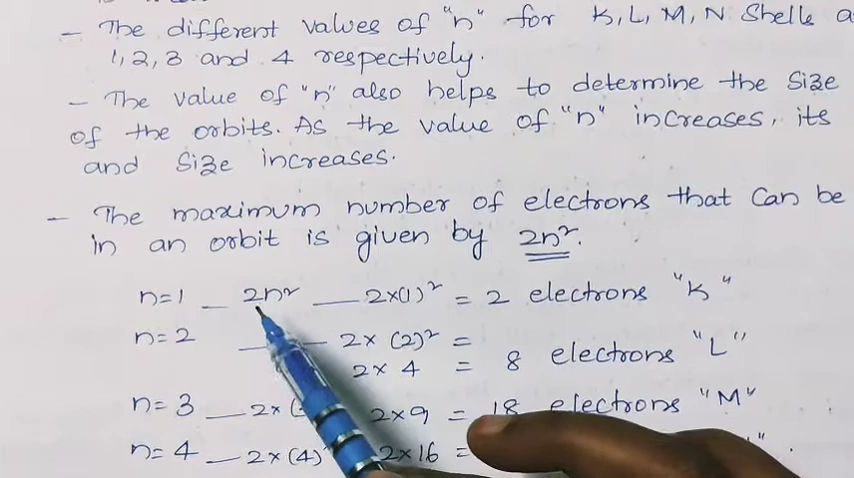 - The different values of "n" for K, L, M, N Shells
1, 2, 3 and 4 respectively.
- The value of "n" also helps to determine the Size
of the orbits. As the value of "n" increases, its
and Size increases.
- The maximum number of electrons that can be
in an orbit is given by 2n².
n=1 _ 2n² __ 2×(1)² = 2 electrons "K"
n=2 __ 2× (2)² =
2× 4 = 8 electrons "L"
n=3 __ 2×( 2×9 = 18 electrons "M"
n=4 _ 2×(4) 2×16 =